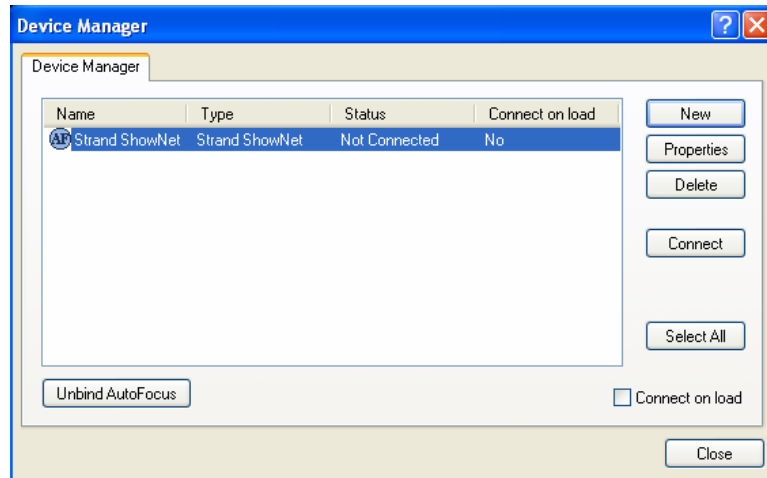 Device Manager
Device Manager
Name Type Status Connect on load
AF Strand ShowNet Strand ShowNet Not Connected No
New
Properties
Delete
Connect
Select All
Unbind AutoFocus
Connect on load
Close